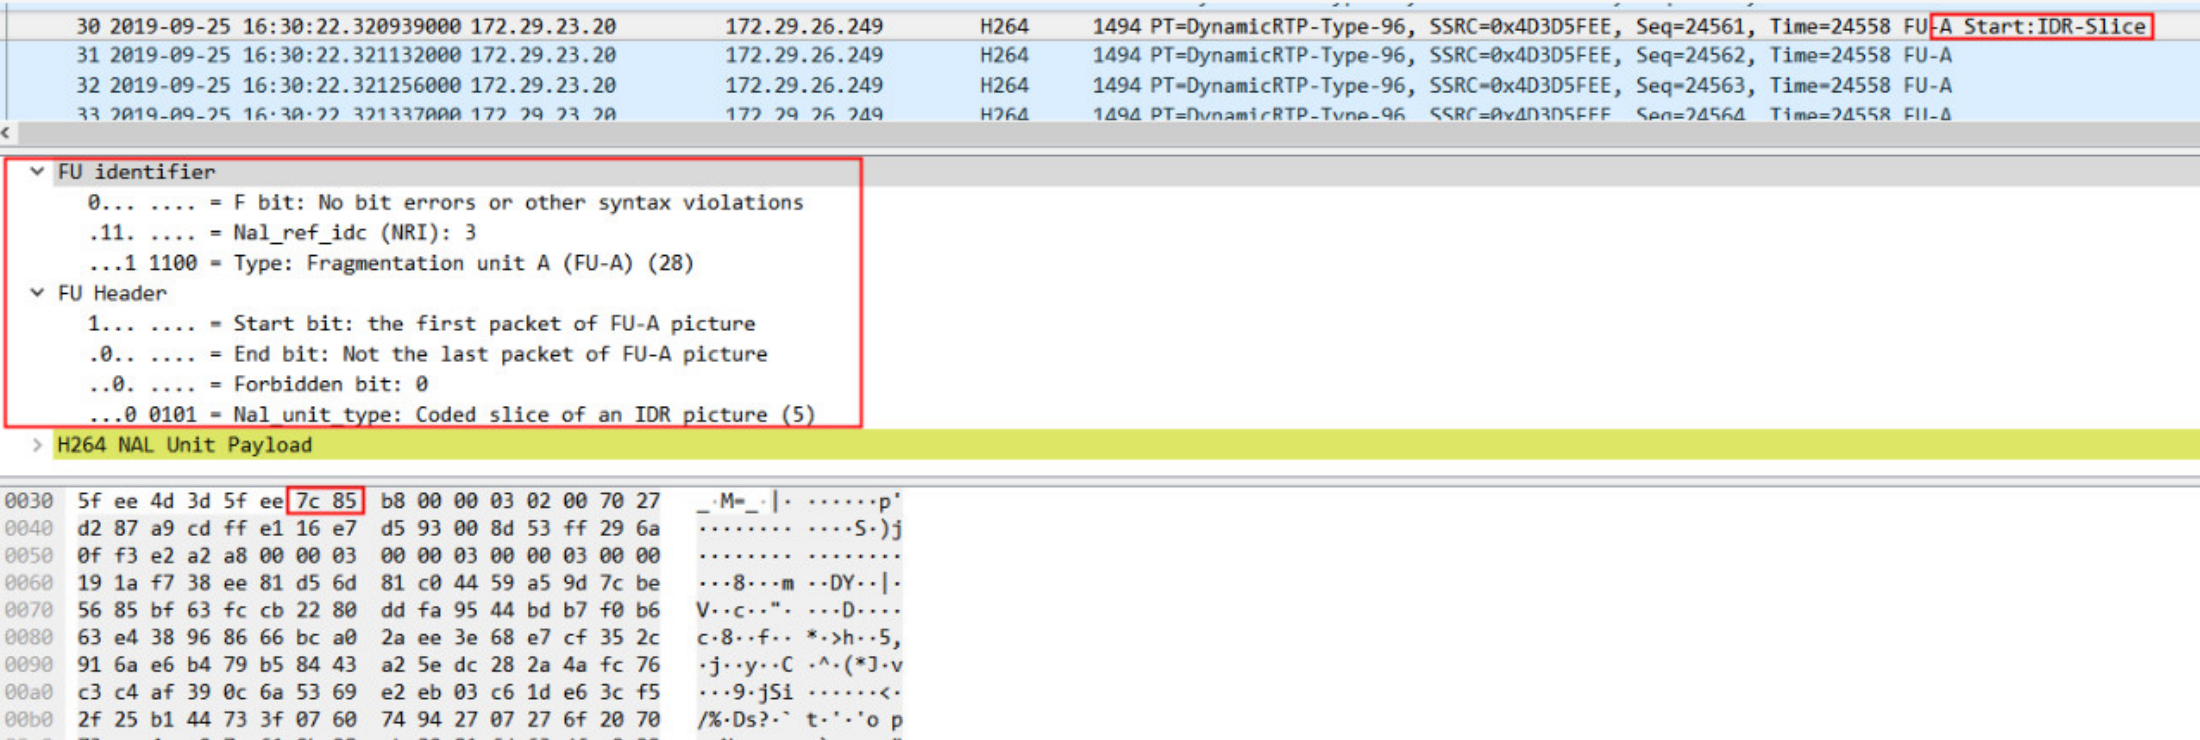 30 2019-09-25 16:30:22.320939000 172.29.23.20 172.29.26.249 H264 1494 PT=DynamicRTP-Type-96, SSRC=0x4D3D5FEE, Seq=24561, Time=24558 FU-A Start:IDR-Slice
31 2019-09-25 16:30:22.321132000 172.29.23.20 172.29.26.249 H264 1494 PT=DynamicRTP-Type-96, SSRC=0x4D3D5FEE, Seq=24562, Time=24558 FU-A
32 2019-09-25 16:30:22.321256000 172.29.23.20 172.29.26.249 H264 1494 PT=DynamicRTP-Type-96, SSRC=0x4D3D5FEE, Seq=24563, Time=24558 FU-A
33 2019-09-25 16:30:22.321337000 172.29.23.20 172.29.26.249 H264 1494 PT=DynamicRTP-Type-96, SSRC=0x4D3D5FEE, Seq=24564, Time=24558 FU-A
FU identifier
0... .... = F bit: No bit errors or other syntax violations
.11. .... = Nal_ref_idc (NRI): 3
...1 1100 = Type: Fragmentation unit A (FU-A) (28)
FU Header
1... .... = Start bit: the first packet of FU-A picture
.0.. .... = End bit: Not the last packet of FU-A picture
..0. .... = Forbidden bit: 0
...0 0101 = Nal_unit_type: Coded slice of an IDR picture (5)
H264 NAL Unit Payload
0030 5f ee 4d 3d 5f ee 7c 85 b8 00 00 03 02 00 70 27 _·M=_·|· ······p'
0040 d2 87 a9 cd ff e1 16 e7 d5 93 00 8d 53 ff 29 6a ········ ····S·)j
0050 0f f3 e2 a2 a8 00 00 03 00 00 03 00 00 03 00 00 ········ ········
0060 19 1a f7 38 ee 81 d5 6d 81 c0 44 59 a5 9d 7c be ···8···m ··DY··|·
0070 56 85 bf 63 fc cb 22 80 dd fa 95 44 bd b7 f0 b6 V··c··"· ···D····
0080 63 e4 38 96 86 66 bc a0 2a ee 3e 68 e7 cf 35 2c c·8··f·· *·>h··5,
0090 91 6a e6 b4 79 b5 84 43 a2 5e dc 28 2a 4a fc 76 ·j··y··C ·^·(*J·v
00a0 c3 c4 af 39 0c 6a 53 69 e2 eb 03 c6 1d e6 3c f5 ···9·jSi ······<·
00b0 2f 25 b1 44 73 3f 07 60 74 94 27 07 27 6f 20 70 /%·Ds?·` t·'·'o p